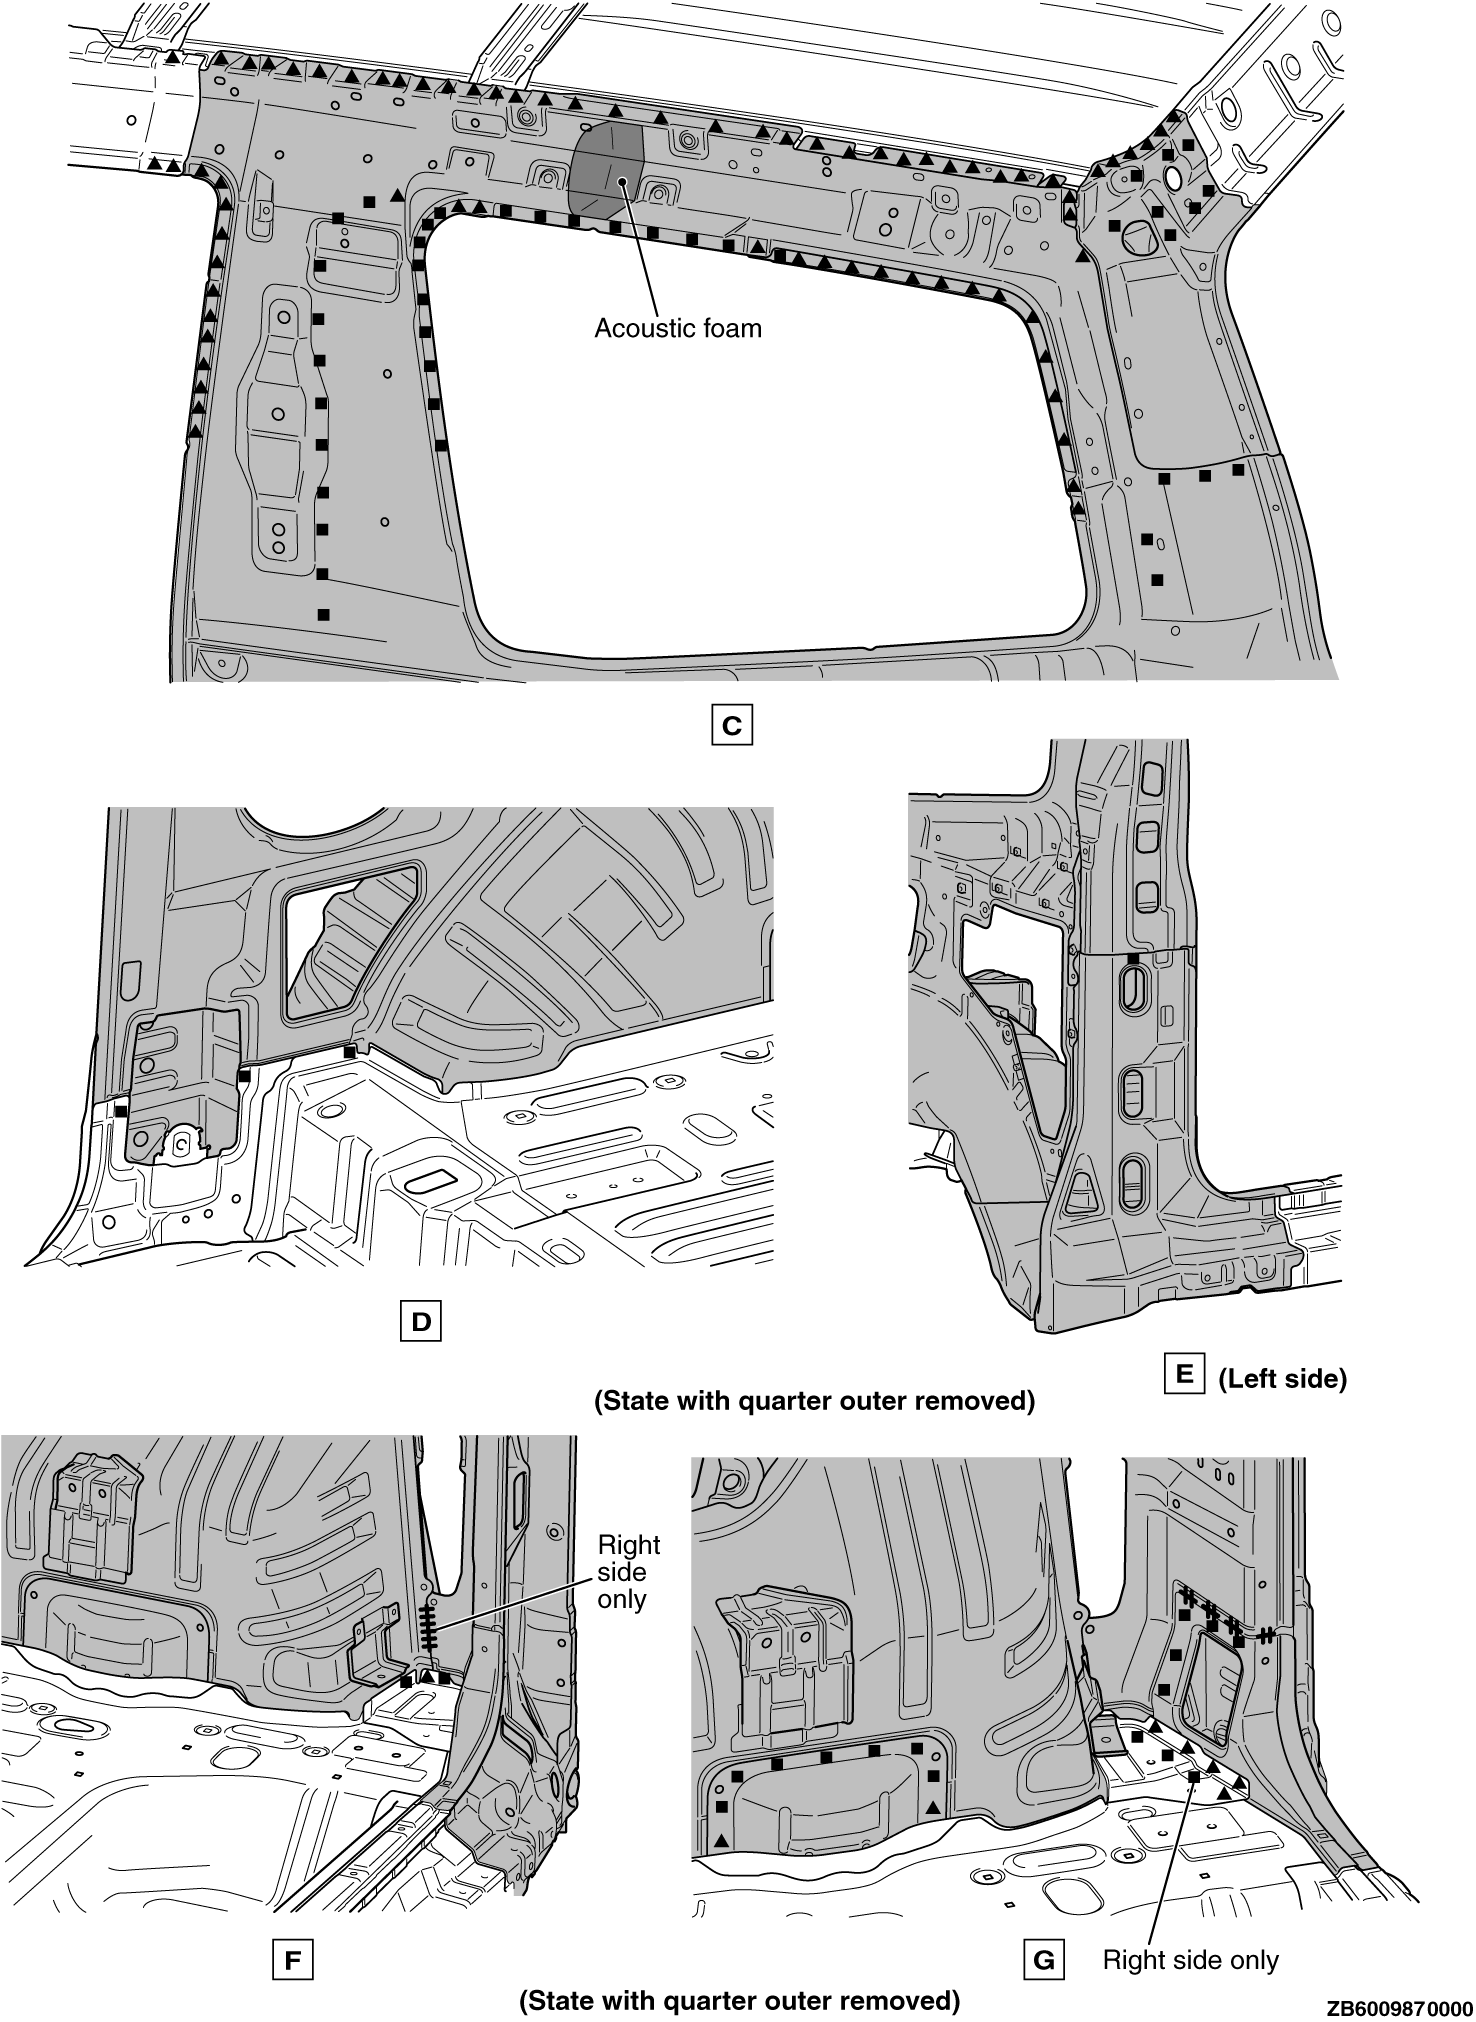 Acoustic foam
C
D
E (Left side)
(State with quarter outer removed)
Right
side
only
F
G
Right side only
(State with quarter outer removed)
ZB6009870000